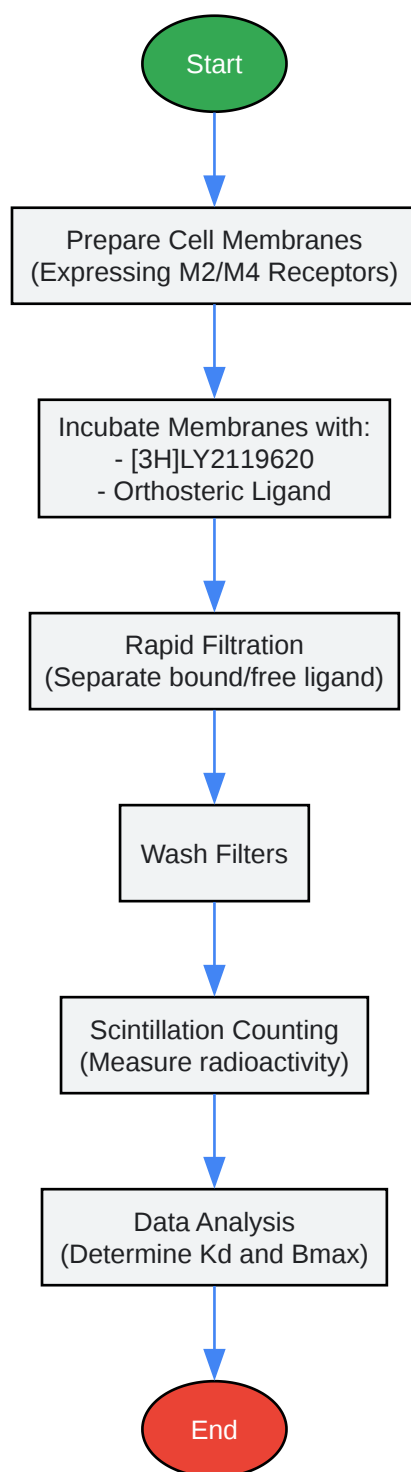 Start
Prepare Cell Membranes
(Expressing M2/M4 Receptors)
Incubate Membranes with:
- [3H]LY2119620
- Orthosteric Ligand
Rapid Filtration
(Separate bound/free ligand)
Wash Filters
Scintillation Counting
(Measure radioactivity)
Data Analysis
(Determine Kd and Bmax)
End